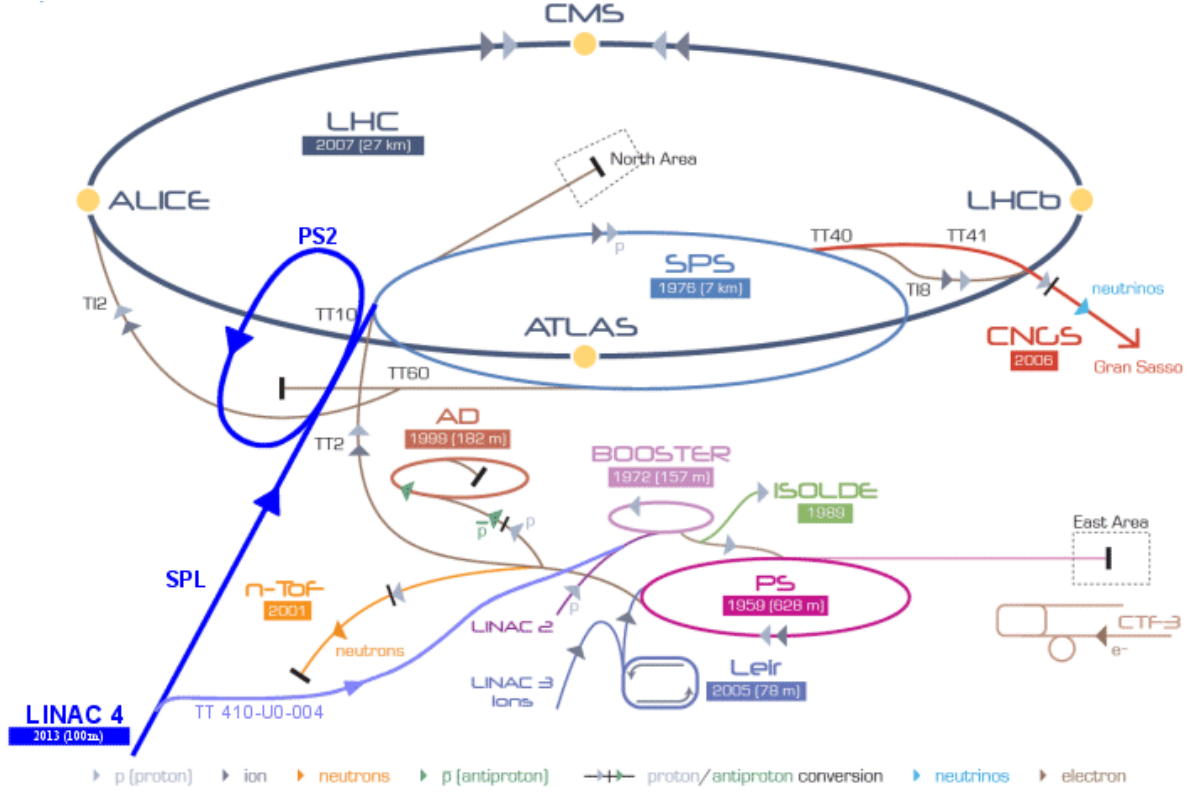 CMS
LHC
2007 (27 km)
North Area
ALICE
LHCb
PS2
TT40
TT41
p
SPS
1976 (7 km)
TI8
neutrinos
TI2
TT10
ATLAS
CNGS
2006
Gran Sasso
TT60
AD
1999 (182 m)
TT2
BOOSTER
1972 (157 m)
ISOLDE
1989
East Area
p̅
p
SPL
n-ToF
2001
PS
1959 (628 m)
p
LINAC 2
neutrons
CTF-3
e-
LINAC 3
Ions
Leir
2005 (78 m)
LINAC 4
2013 (100m)
TT 410-U0-004
p (proton)
ion
neutrons
p̅ (antiproton)
proton/antiproton conversion
neutrinos
electron